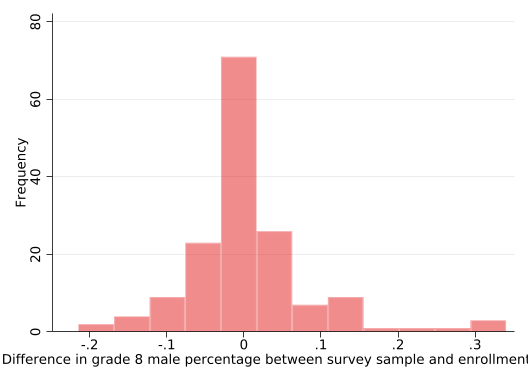 80
60
40
20
0
Frequency
-.2 -.1 0 .1 .2 .3
Difference in grade 8 male percentage between survey sample and enrollment